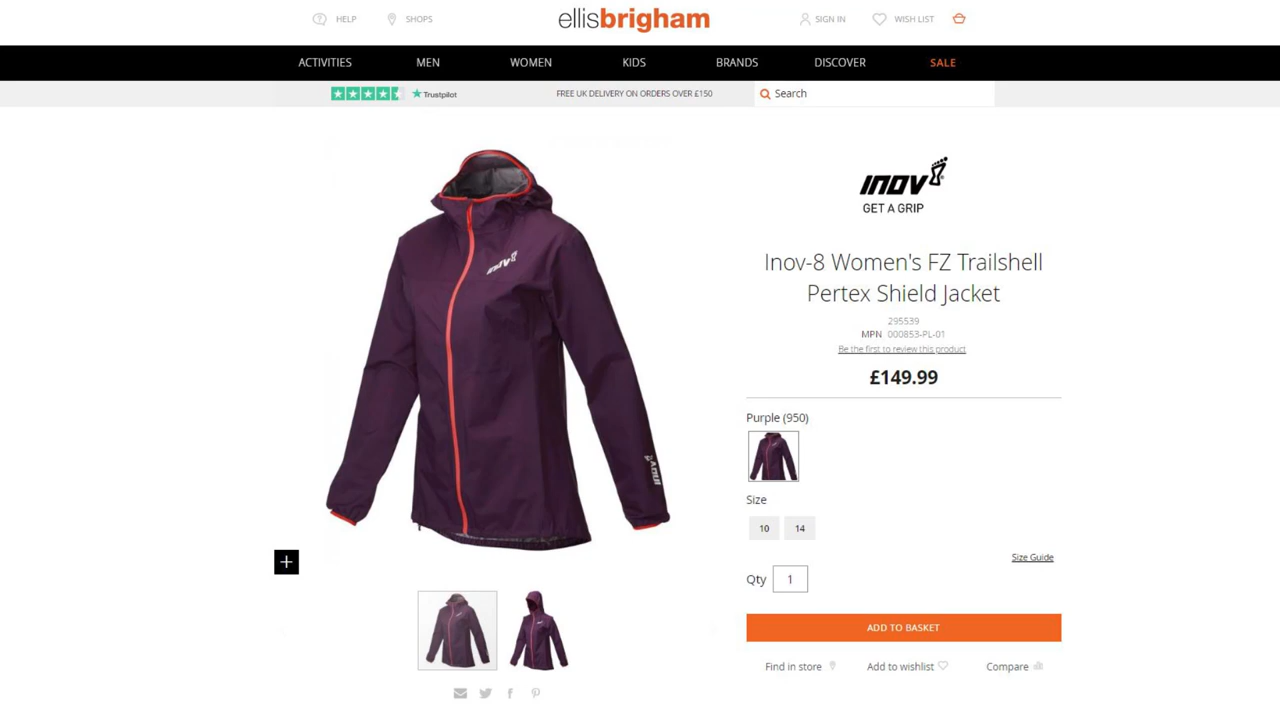 HELP
SHOPS
ellisbrigham
SIGN IN
WISH LIST
ACTIVITIES
MEN
WOMEN
KIDS
BRANDS
DISCOVER
SALE
Trustpilot
FREE UK DELIVERY ON ORDERS OVER £150
Search
INOV8
GET A GRIP
INOV8
INOV8
Inov-8 Women's FZ Trailshell
Pertex Shield Jacket
295539
MPN 000853-PL-01
Be the first to review this product
£149.99
Purple (950)
Size
10
14
Size Guide
Qty
1
ADD TO BASKET
Find in store
Add to wishlist
Compare